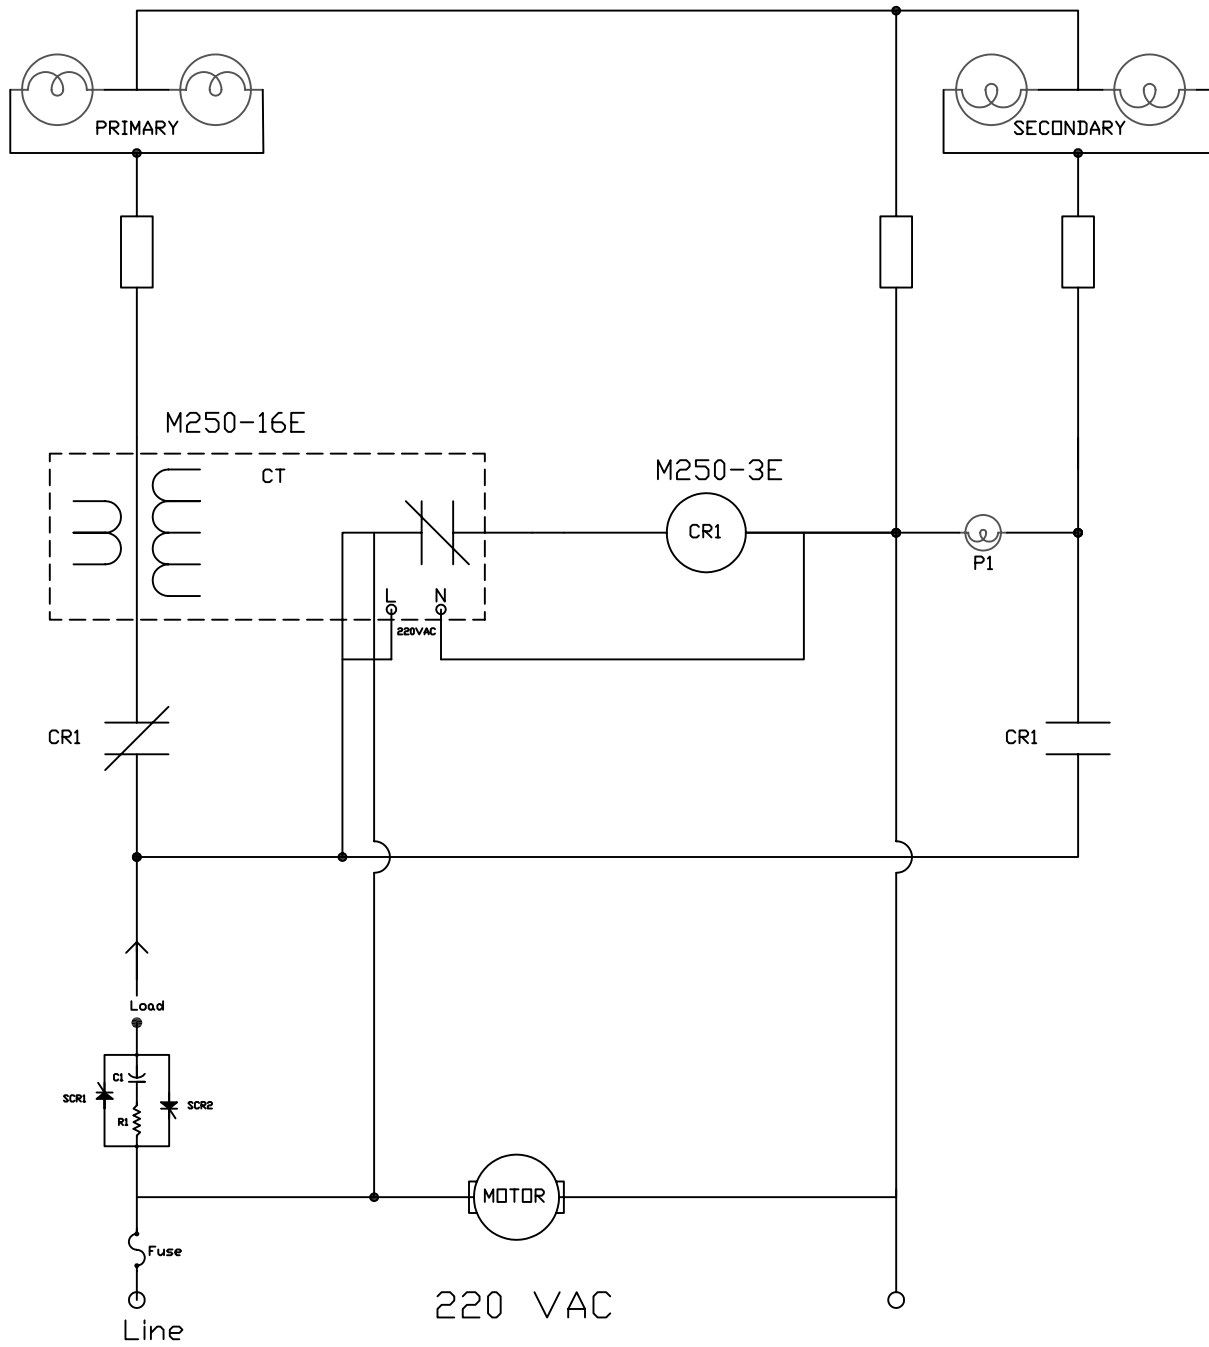 PRIMARY
SECONDARY
M250-16E
CT
M250-3E
CR1
P1
L N
220VAC
CR1
CR1
Load
C1
SCR1
SCR2
R1
MOTOR
Fuse
220 VAC
Line